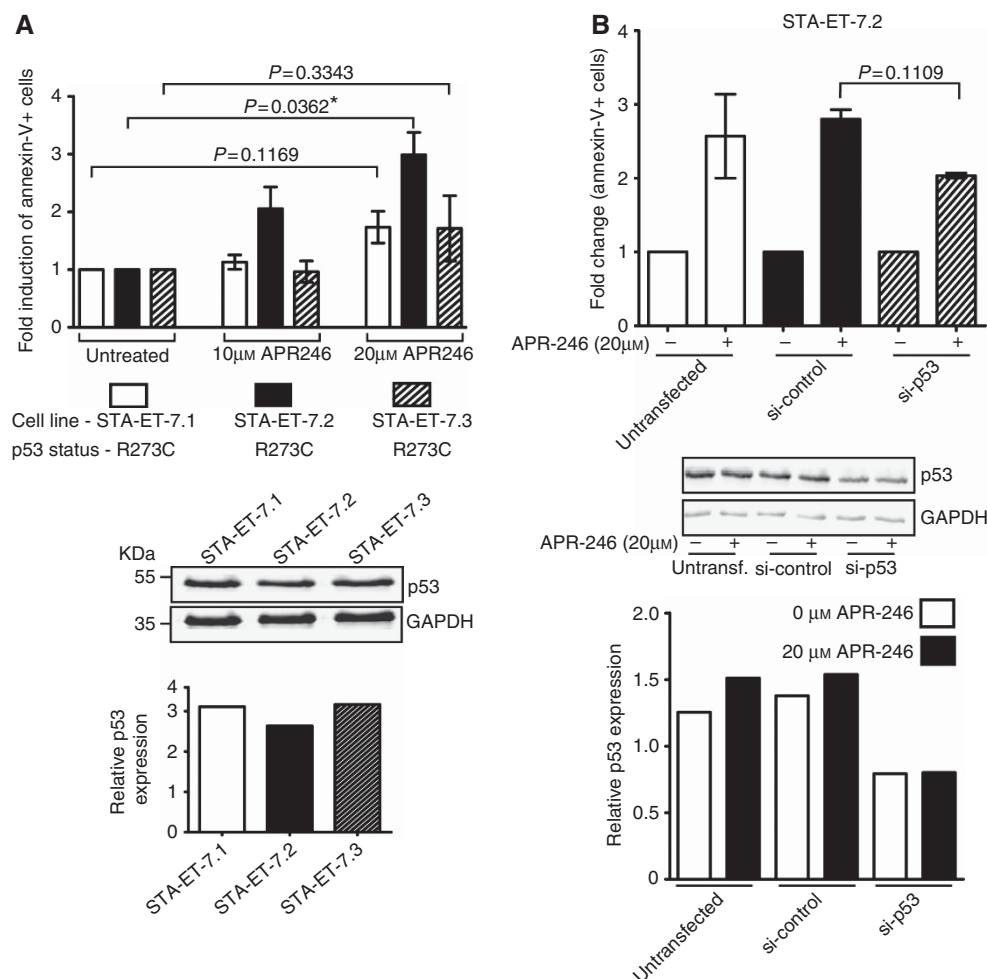 A
P=0.3343
P=0.0362*
P=0.1169
Fold induction of annexin-V+ cells
4
3
2
1
0
Untreated
10μM APR246
20μM APR246
Cell line - STA-ET-7.1
STA-ET-7.2
STA-ET-7.3
p53 status - R273C
R273C
R273C
STA-ET-7.1
STA-ET-7.2
STA-ET-7.3
KDa
55
p53
35
GAPDH
Relative p53
expression
4
3
2
1
0
STA-ET-7.1
STA-ET-7.2
STA-ET-7.3
B
STA-ET-7.2
P=0.1109
Fold change (annexin-V+ cells)
4
3
2
1
0
APR-246 (20μM) – + – + – +
Untransfected
si-control
si-p53
p53
GAPDH
APR-246 (20μM) – + – + – +
Untransf. si-control si-p53
0 μM APR-246
20 μM APR-246
Relative p53 expression
2.0
1.5
1.0
0.5
0
Untransfected
si-control
si-p53